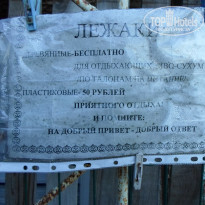 ЛЕЖАКИ
БЕСПЛАТНО
ДЛЯ ОТДЫХАЮЩИХ
ПО ТАЛОНАМ НА ПИТАНИЕ
ПЛАСТИКОВЫЕ- 50 РУБЛЕЙ
ПРИЯТНОГО ОТДЫХА!
И ПОМНИТЕ:
НА ДОБРЫЙ ПРИВЕТ - ДОБРЫЙ ОТВЕТ